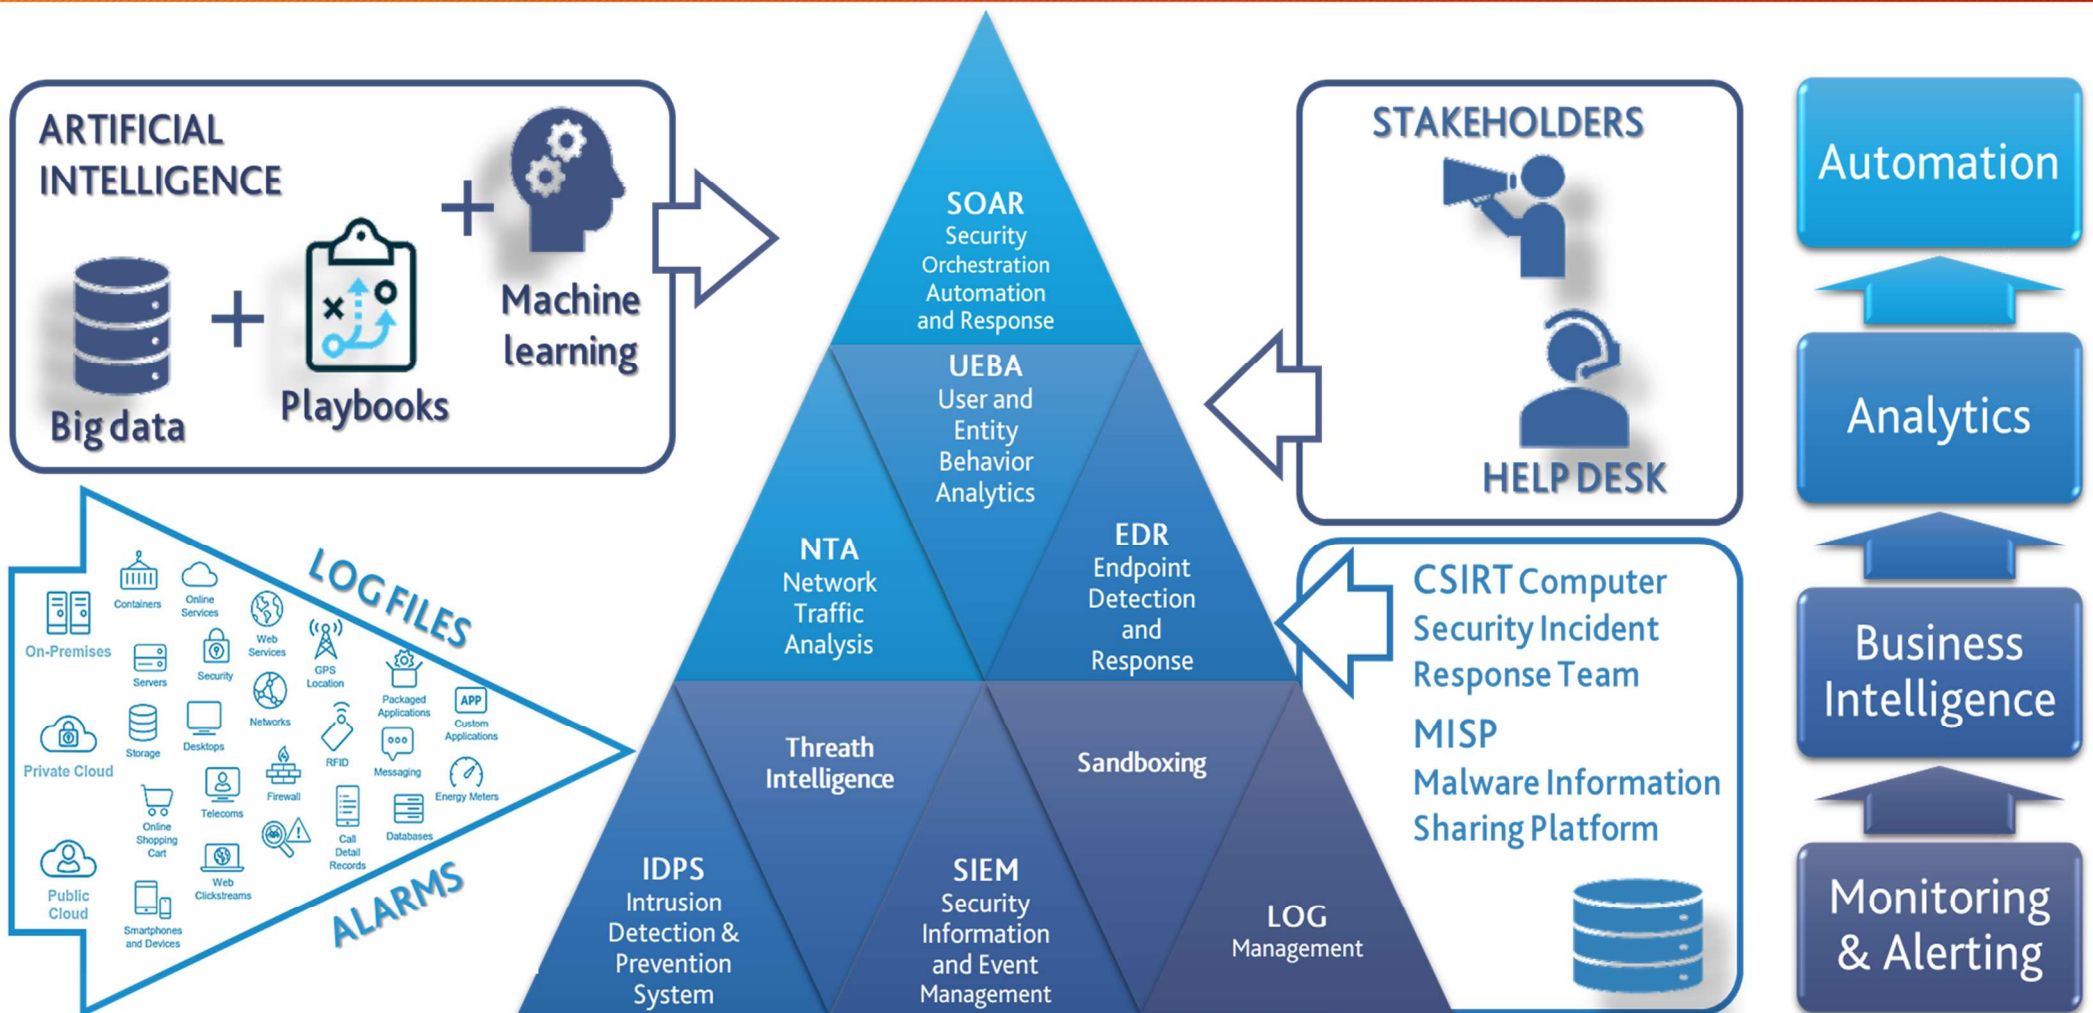 ARTIFICIAL
INTELLIGENCE
Big data
Playbooks
Machine
learning
LOG FILES
ALARMS
On-Premises
Private Cloud
Public
Cloud
Containers
Online
Services
Servers
Security
Web
Services
GPS
Location
Storage
Desktops
Networks
RFID
Packaged
Applications
APP
Custom
Applications
Messaging
Energy Meters
Online
Shopping
Cart
Telecoms
Firewall
Call
Detail
Records
Databases
Smartphones
and Devices
Web
Clickstreams
SOAR
Security
Orchestration
Automation
and Response
UEBA
User and
Entity
Behavior
Analytics
NTA
Network
Traffic
Analysis
EDR
Endpoint
Detection
and
Response
Threath
Intelligence
Sandboxing
IDPS
Intrusion
Detection &
Prevention
System
SIEM
Security
Information
and Event
Management
LOG
Management
STAKEHOLDERS
HELP DESK
CSIRT Computer
Security Incident
Response Team
MISP
Malware Information
Sharing Platform
Automation
Analytics
Business
Intelligence
Monitoring
& Alerting